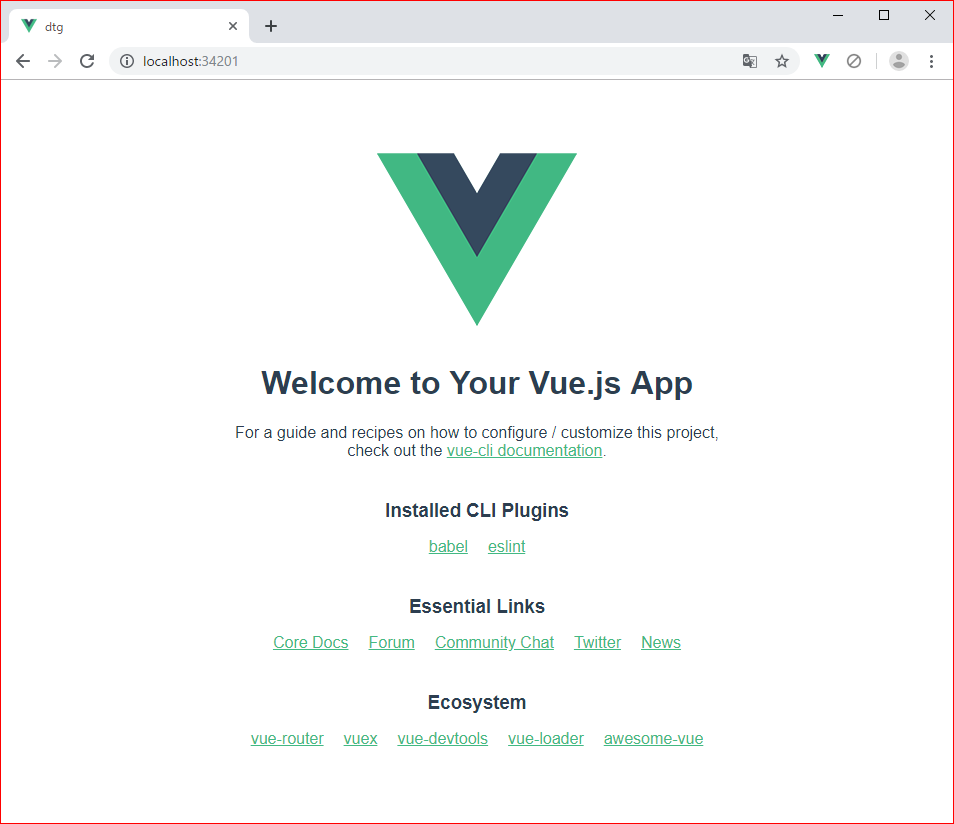 dtg
localhost:34201
Welcome to Your Vue.js App
For a guide and recipes on how to configure / customize this project,
check out the vue-cli documentation.
Installed CLI Plugins
babel eslint
Essential Links
Core Docs Forum Community Chat Twitter News
Ecosystem
vue-router vuex vue-devtools vue-loader awesome-vue